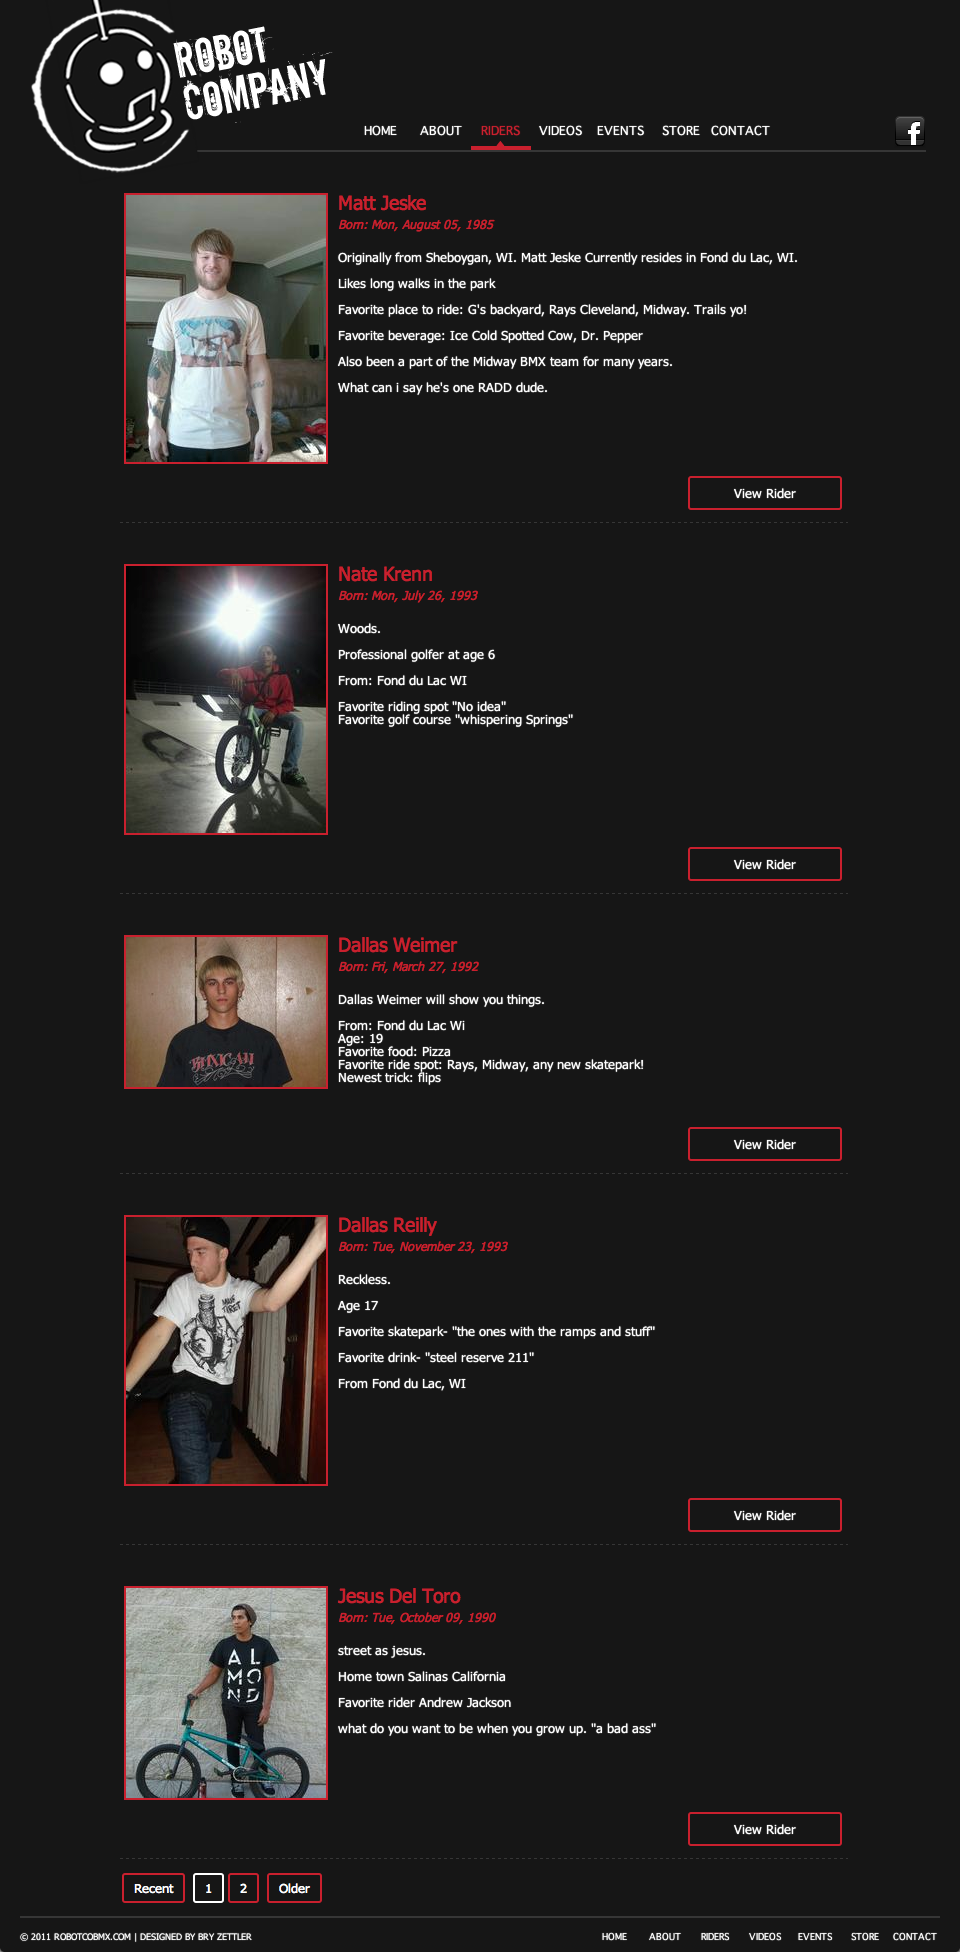 ROBOT
COMPANY
HOME ABOUT RIDERS VIDEOS EVENTS STORE CONTACT
f
Matt Jeske
Born: Mon, August 05, 1985
Originally from Sheboygan, WI. Matt Jeske Currently resides in Fond du Lac, WI.
Likes long walks in the park
Favorite place to ride: G's backyard, Rays Cleveland, Midway. Trails yo!
Favorite beverage: Ice Cold Spotted Cow, Dr. Pepper
Also been a part of the Midway BMX team for many years.
What can i say he's one RADD dude.
View Rider
Nate Krenn
Born: Mon, July 26, 1993
Woods.
Professional golfer at age 6
From: Fond du Lac WI
Favorite riding spot "No idea"
Favorite golf course "whispering Springs"
View Rider
Dallas Weimer
Born: Fri, March 27, 1992
Dallas Weimer will show you things.
From: Fond du Lac Wi
Age: 19
Favorite food: Pizza
Favorite ride spot: Rays, Midway, any new skatepark!
Newest trick: flips
View Rider
Dallas Reilly
Born: Tue, November 23, 1993
Reckless.
Age 17
Favorite skatepark- "the ones with the ramps and stuff"
Favorite drink- "steel reserve 211"
From Fond du Lac, WI
View Rider
AL
MO
ND
Jesus Del Toro
Born: Tue, October 09, 1990
street as jesus.
Home town Salinas California
Favorite rider Andrew Jackson
what do you want to be when you grow up. "a bad ass"
View Rider
Recent 1 2 Older
© 2011 ROBOTCOBMX.COM | DESIGNED BY BRY ZETTLER
HOME ABOUT RIDERS VIDEOS EVENTS STORE CONTACT